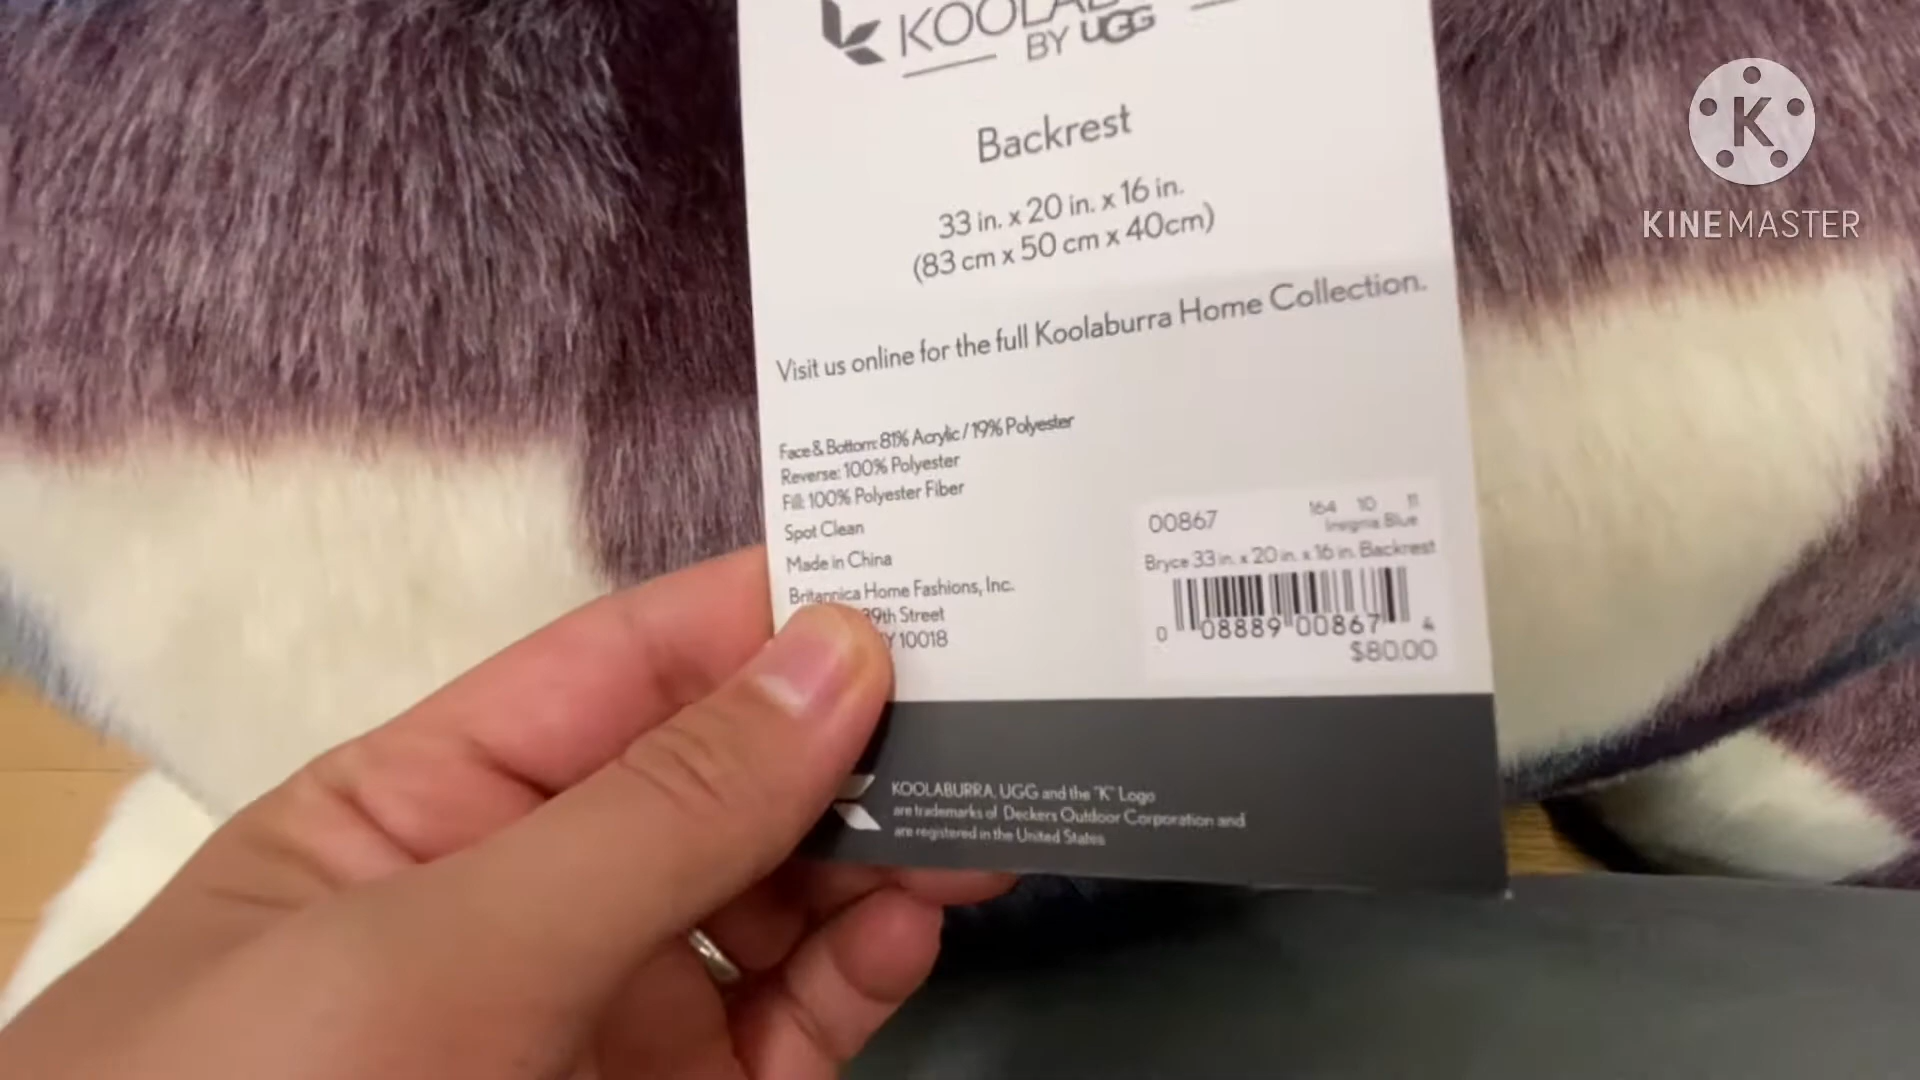 KOOLAB
BY UGG
Backrest
33 in. x 20 in. x 16 in.
(83 cm x 50 cm x 40cm)
Visit us online for the full Koolaburra Home Collection.
Face & Bottom: 81% Acrylic / 19% Polyester
Reverse: 100% Polyester
Fill: 100% Polyester Fiber
Spot Clean
Made in China
Britannica Home Fashions, Inc.
39th Street
Y 10018
00867 164 10 11
Insignia Blue
Bryce 33 in. x 20 in. x 16 in. Backrest
0 08889 00867 4
$80.00
KOOLABURRA, UGG and the "K" Logo
are trademarks of Deckers Outdoor Corporation and
are registered in the United States
K
KINEMASTER